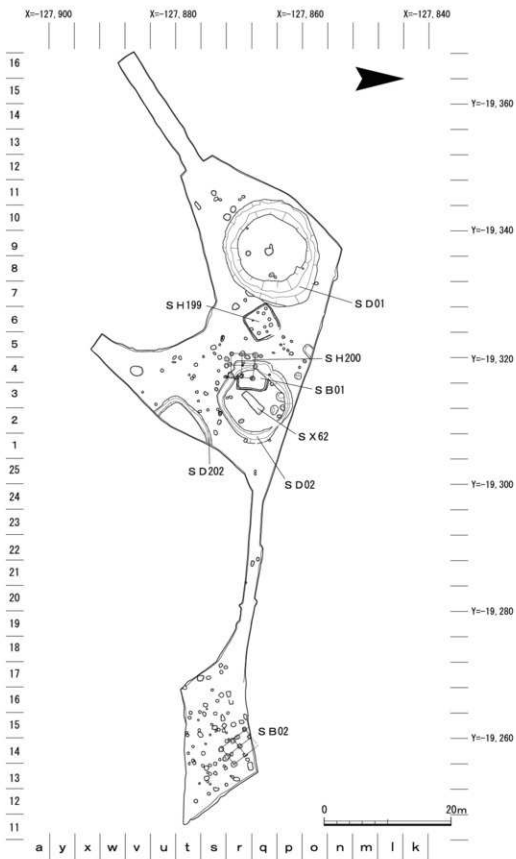 X=-127,900 X=-127,880 X=-127,860 X=-127,840
16
15
Y=-19,360
14
13
12
11
10
Y=-19,340
9
8
7
SD01
SH199
6
5
Y=-19,320
SH200
4
SB01
3
SX62
2
1
SD202
SD02
25
Y=-19,300
24
23
22
21
20
Y=-19,280
19
18
17
16
15
SB02
Y=-19,260
14
13
12
0 20m
11
a y x w v u t s r q p o n m l k